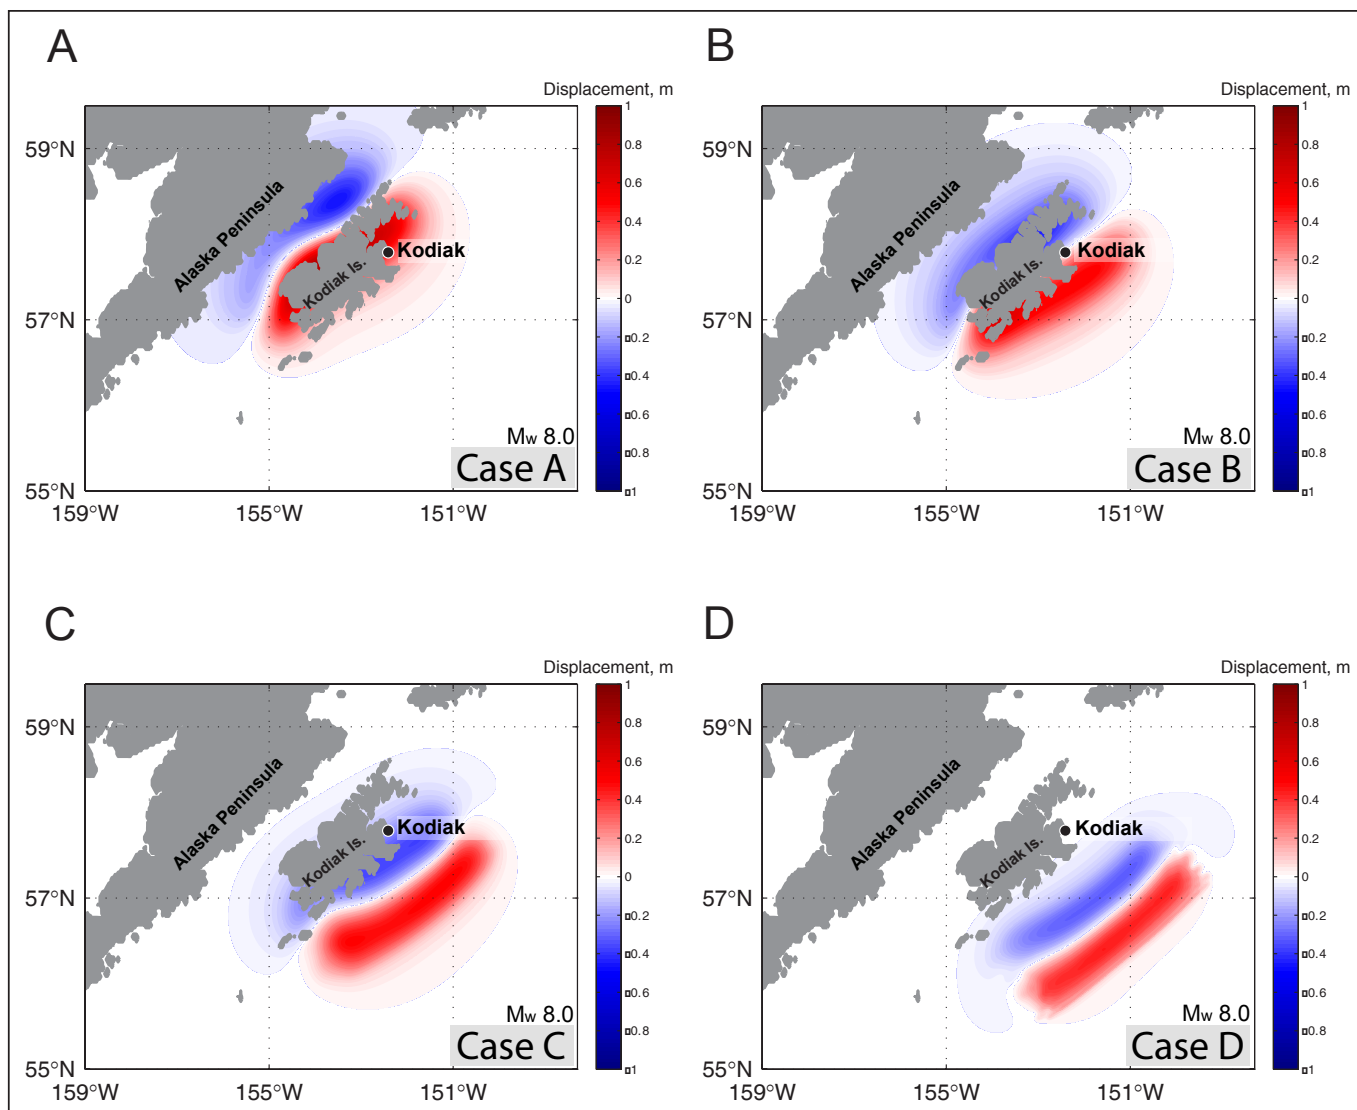 A
Displacement, m
1
0.8
0.6
0.4
0.2
0
▯0.2
▯0.4
▯0.6
▯0.8
▯1
59°N
57°N
55°N
159°W
155°W
151°W
Alaska Peninsula
Kodiak Is.
Kodiak
Mw 8.0
Case A
B
Displacement, m
1
0.8
0.6
0.4
0.2
0
▯0.2
▯0.4
▯0.6
▯0.8
▯1
59°N
57°N
55°N
159°W
155°W
151°W
Alaska Peninsula
Kodiak Is.
Kodiak
Mw 8.0
Case B
C
Displacement, m
1
0.8
0.6
0.4
0.2
0
▯0.2
▯0.4
▯0.6
▯0.8
▯1
59°N
57°N
55°N
159°W
155°W
151°W
Alaska Peninsula
Kodiak Is.
Kodiak
Mw 8.0
Case C
D
Displacement, m
1
0.8
0.6
0.4
0.2
0
▯0.2
▯0.4
▯0.6
▯0.8
▯1
59°N
57°N
55°N
159°W
155°W
151°W
Alaska Peninsula
Kodiak Is.
Kodiak
Mw 8.0
Case D